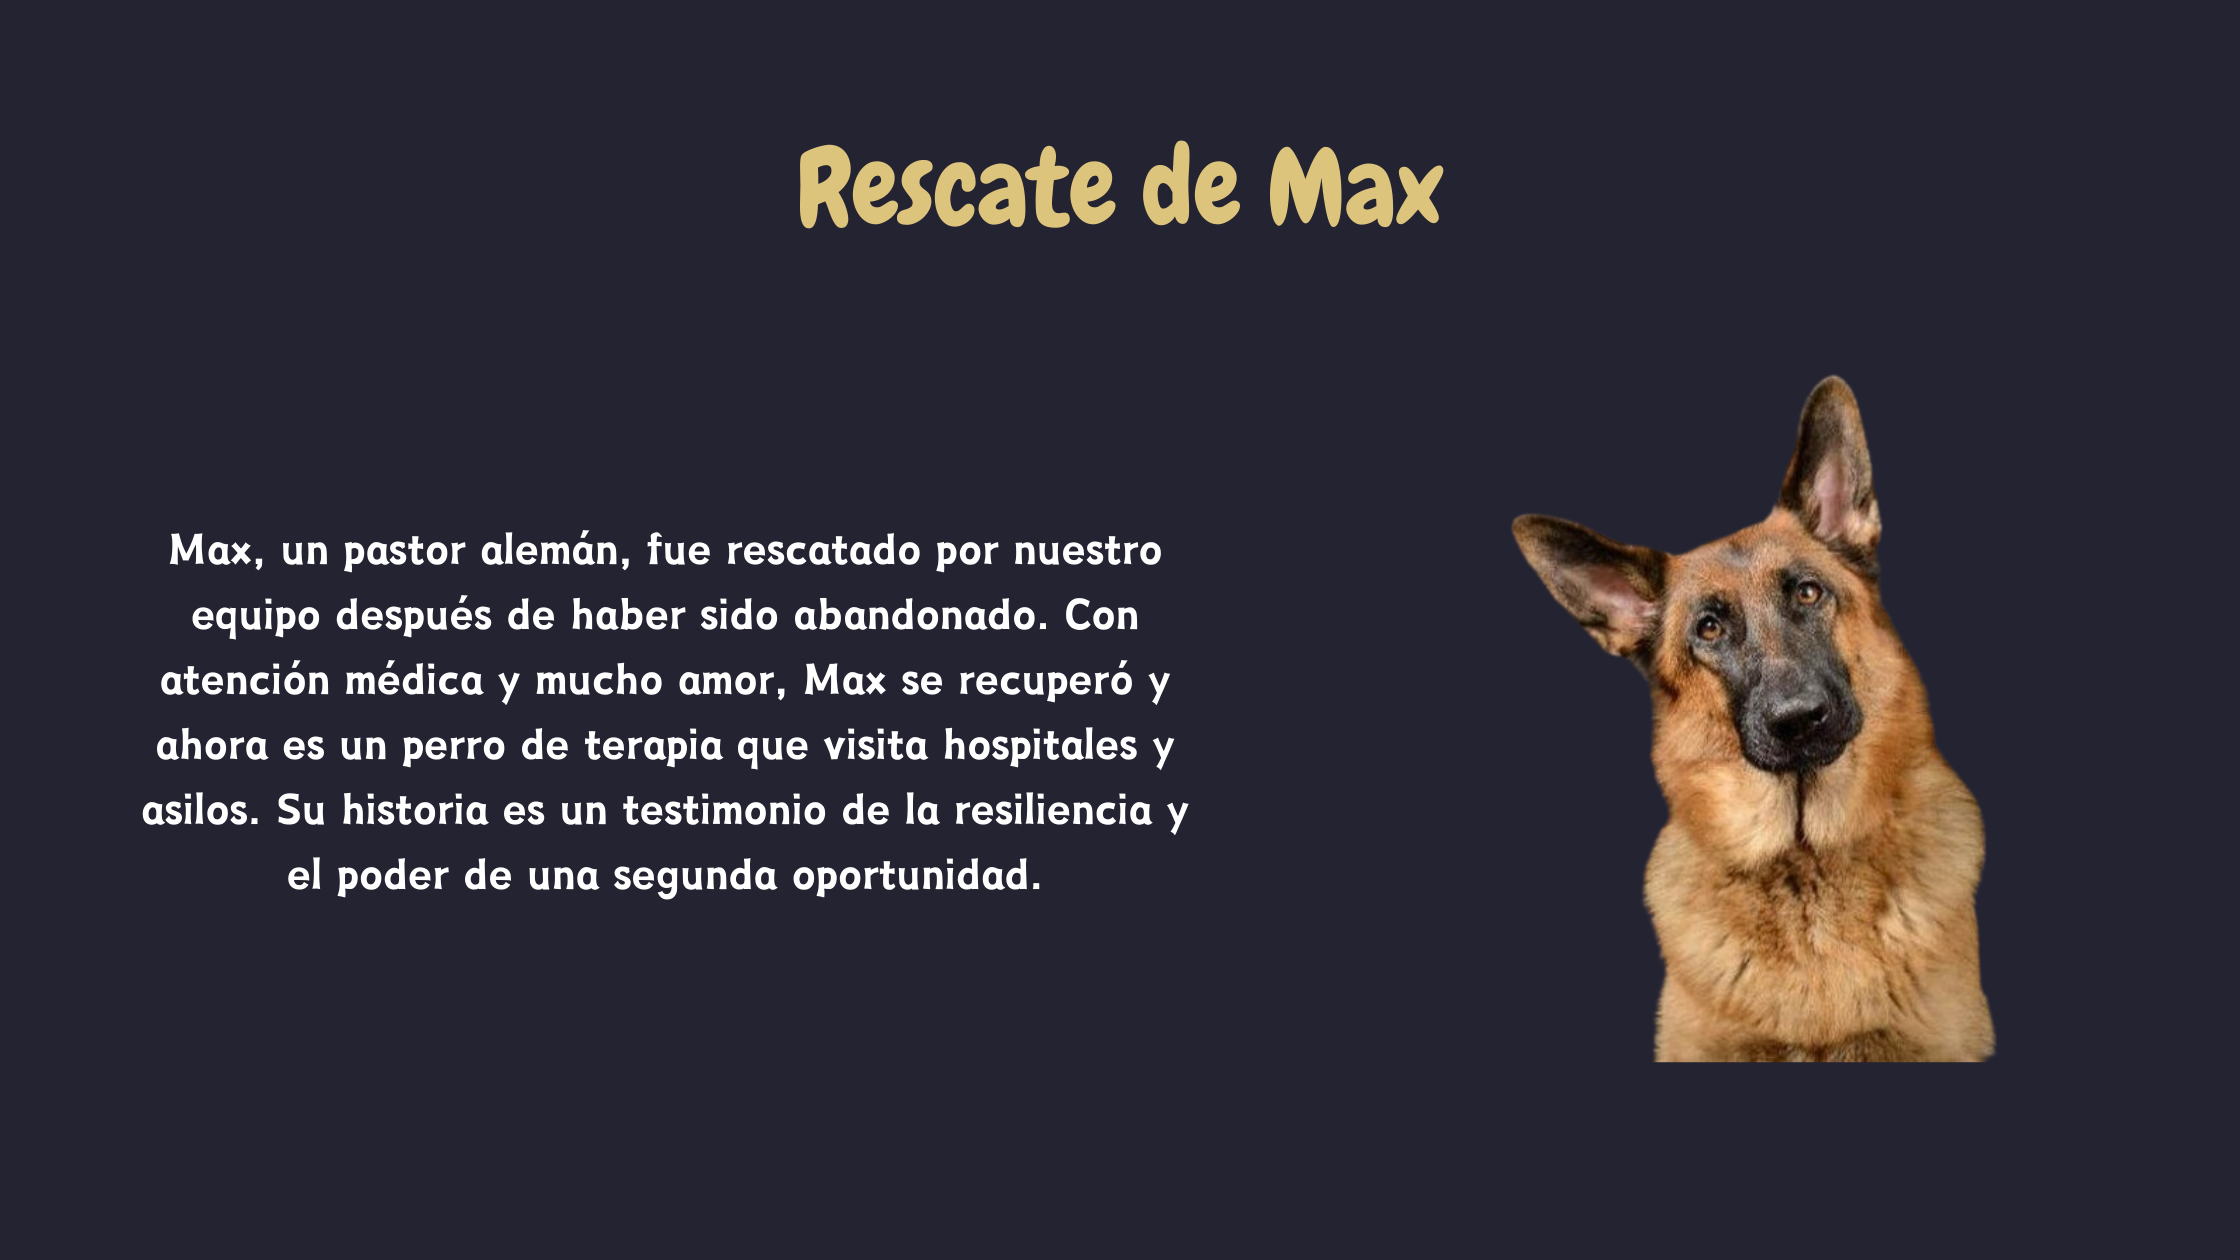 Rescate de Max
Max, un pastor alemán, fue rescatado por nuestro
equipo después de haber sido abandonado. Con
atención médica y mucho amor, Max se recuperó y
ahora es un perro de terapia que visita hospitales y
asilos. Su historia es un testimonio de la resiliencia y
el poder de una segunda oportunidad.